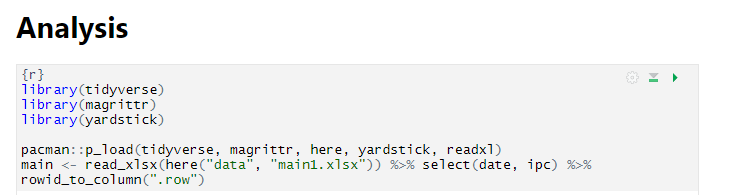 Analysis
{r}
library(tidyverse)
library(magrittr)
library(yardstick)
pacman::p_load(tidyverse, magrittr, here, yardstick, readxl)
main <- read_xlsx(here("data", "main1.xlsx")) %>% select(date, ipc) %>%
rowid_to_column(".row")